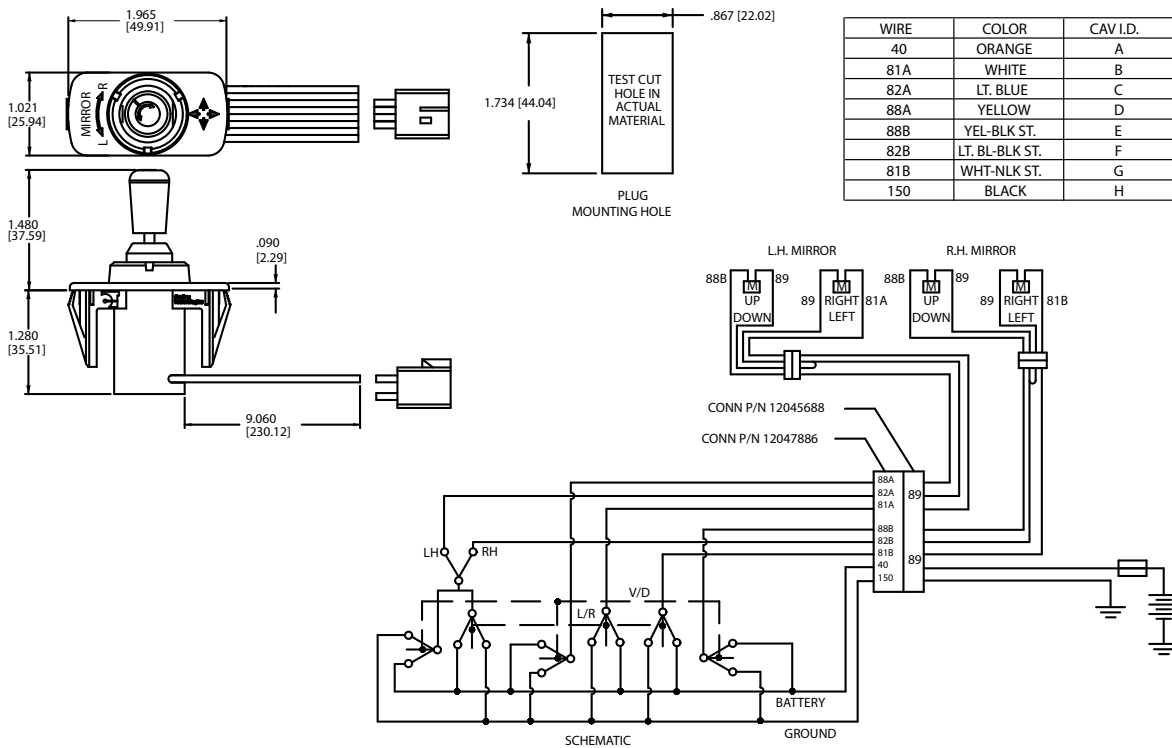 1.965
[49.91]
1.021
[25.94]
MIRROR
R
L
1.480
[37.59]
.090
[2.29]
1.280
[35.51]
9.060
[230.12]
.867 [22.02]
1.734 [44.04]
TEST CUT
HOLE IN
ACTUAL
MATERIAL
PLUG
MOUNTING HOLE
WIRE COLOR CAV I.D.
40 ORANGE A
81A WHITE B
82A LT. BLUE C
88A YELLOW D
88B YEL-BLK ST. E
82B LT. BL-BLK ST. F
81B WHT-NLK ST. G
150 BLACK H
L.H. MIRROR
R.H. MIRROR
88B M 89
UP
DOWN
89 M 81A
RIGHT
LEFT
88B M 89
UP
DOWN
89 M 81B
RIGHT
LEFT
CONN P/N 12045688
CONN P/N 12047886
88A
82A
81A
88B
82B
81B
40
150
89
89
LH
RH
V/D
L/R
BATTERY
GROUND
SCHEMATIC